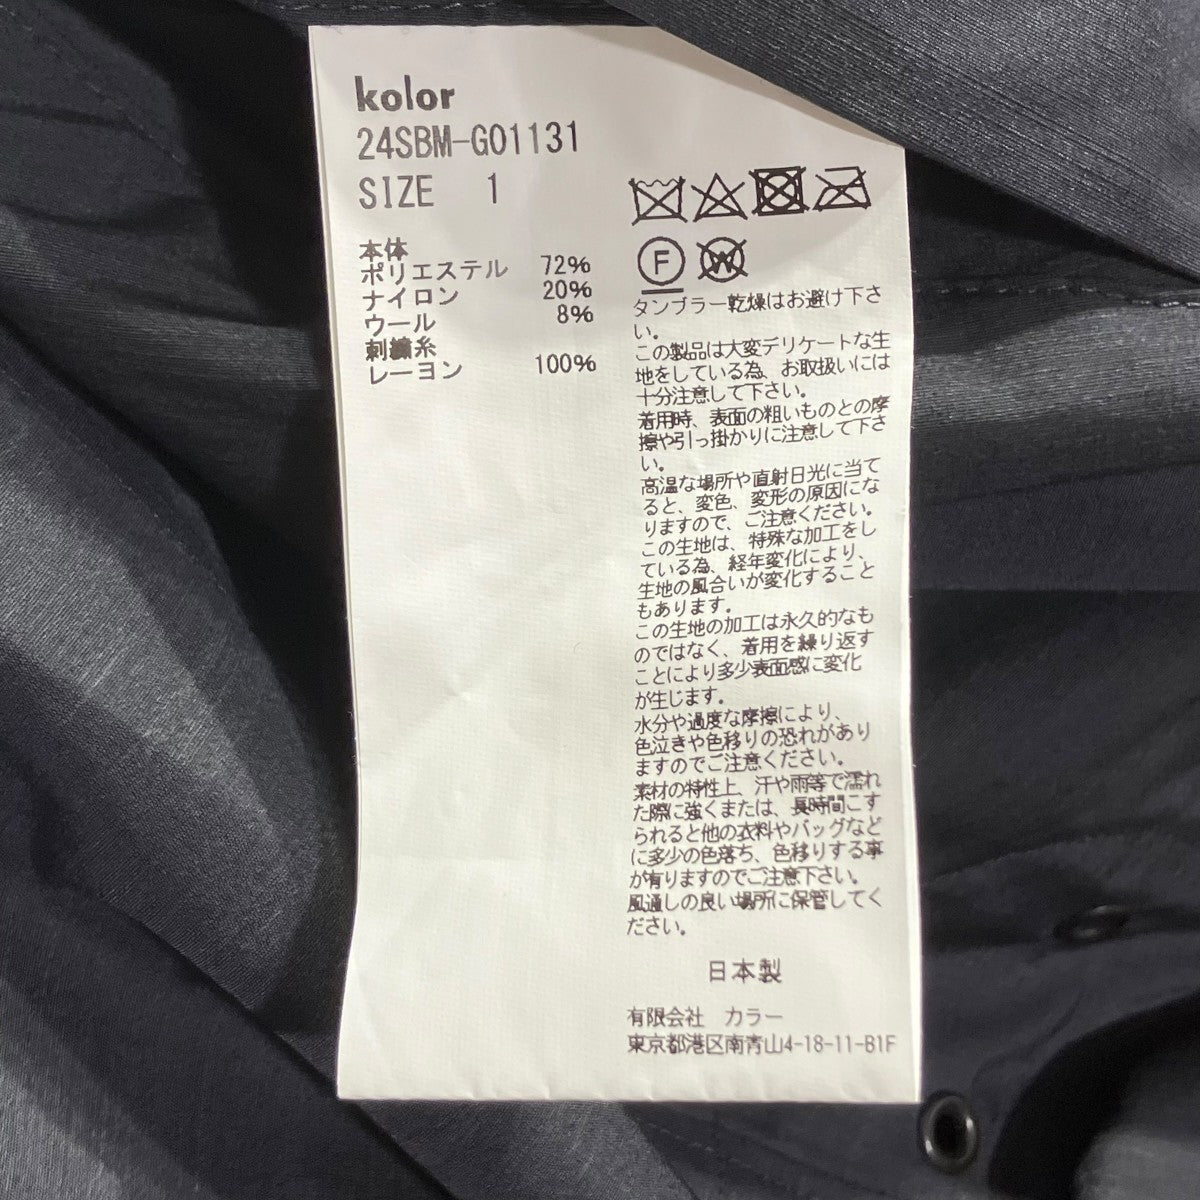 kolor
24SBM-G01131
SIZE 1
本体
ポリエステル 72%
ナイロン 20%
ウール 8%
刺繍糸
レーヨン 100%
F
W
タンブラー乾燥はお避け下さ
い。
この製品は大変デリケートな生
地をしている為、お取扱いには
十分注意して下さい。
着用時、表面の粗いものとの摩
擦や引っ掛かりに注意して下さ
い。
高温な場所や直射日光に当て
ると、変色、変形の原因にな
りますので、ご注意ください。
この生地は、特殊な加工をし
ている為、経年変化により、
生地の風合いが変化すること
もあります。
この生地の加工は永久的なも
のではなく、着用を繰り返す
ことにより多少表面感に変化
が生じます。
水分や過度な摩擦により、
色泣きや色移りの恐れがあり
ますのでご注意ください。
素材の特性上、汗や雨等で濡れ
た際に強くまたは、長時間こす
られると他の衣料やバッグなど
に多少の色落ち、色移りする事
が有りますのでご注意下さい。
風通しの良い場所に保管してく
ださい。
日本製
有限会社 カラー
東京都港区南青山4-18-11-B1F